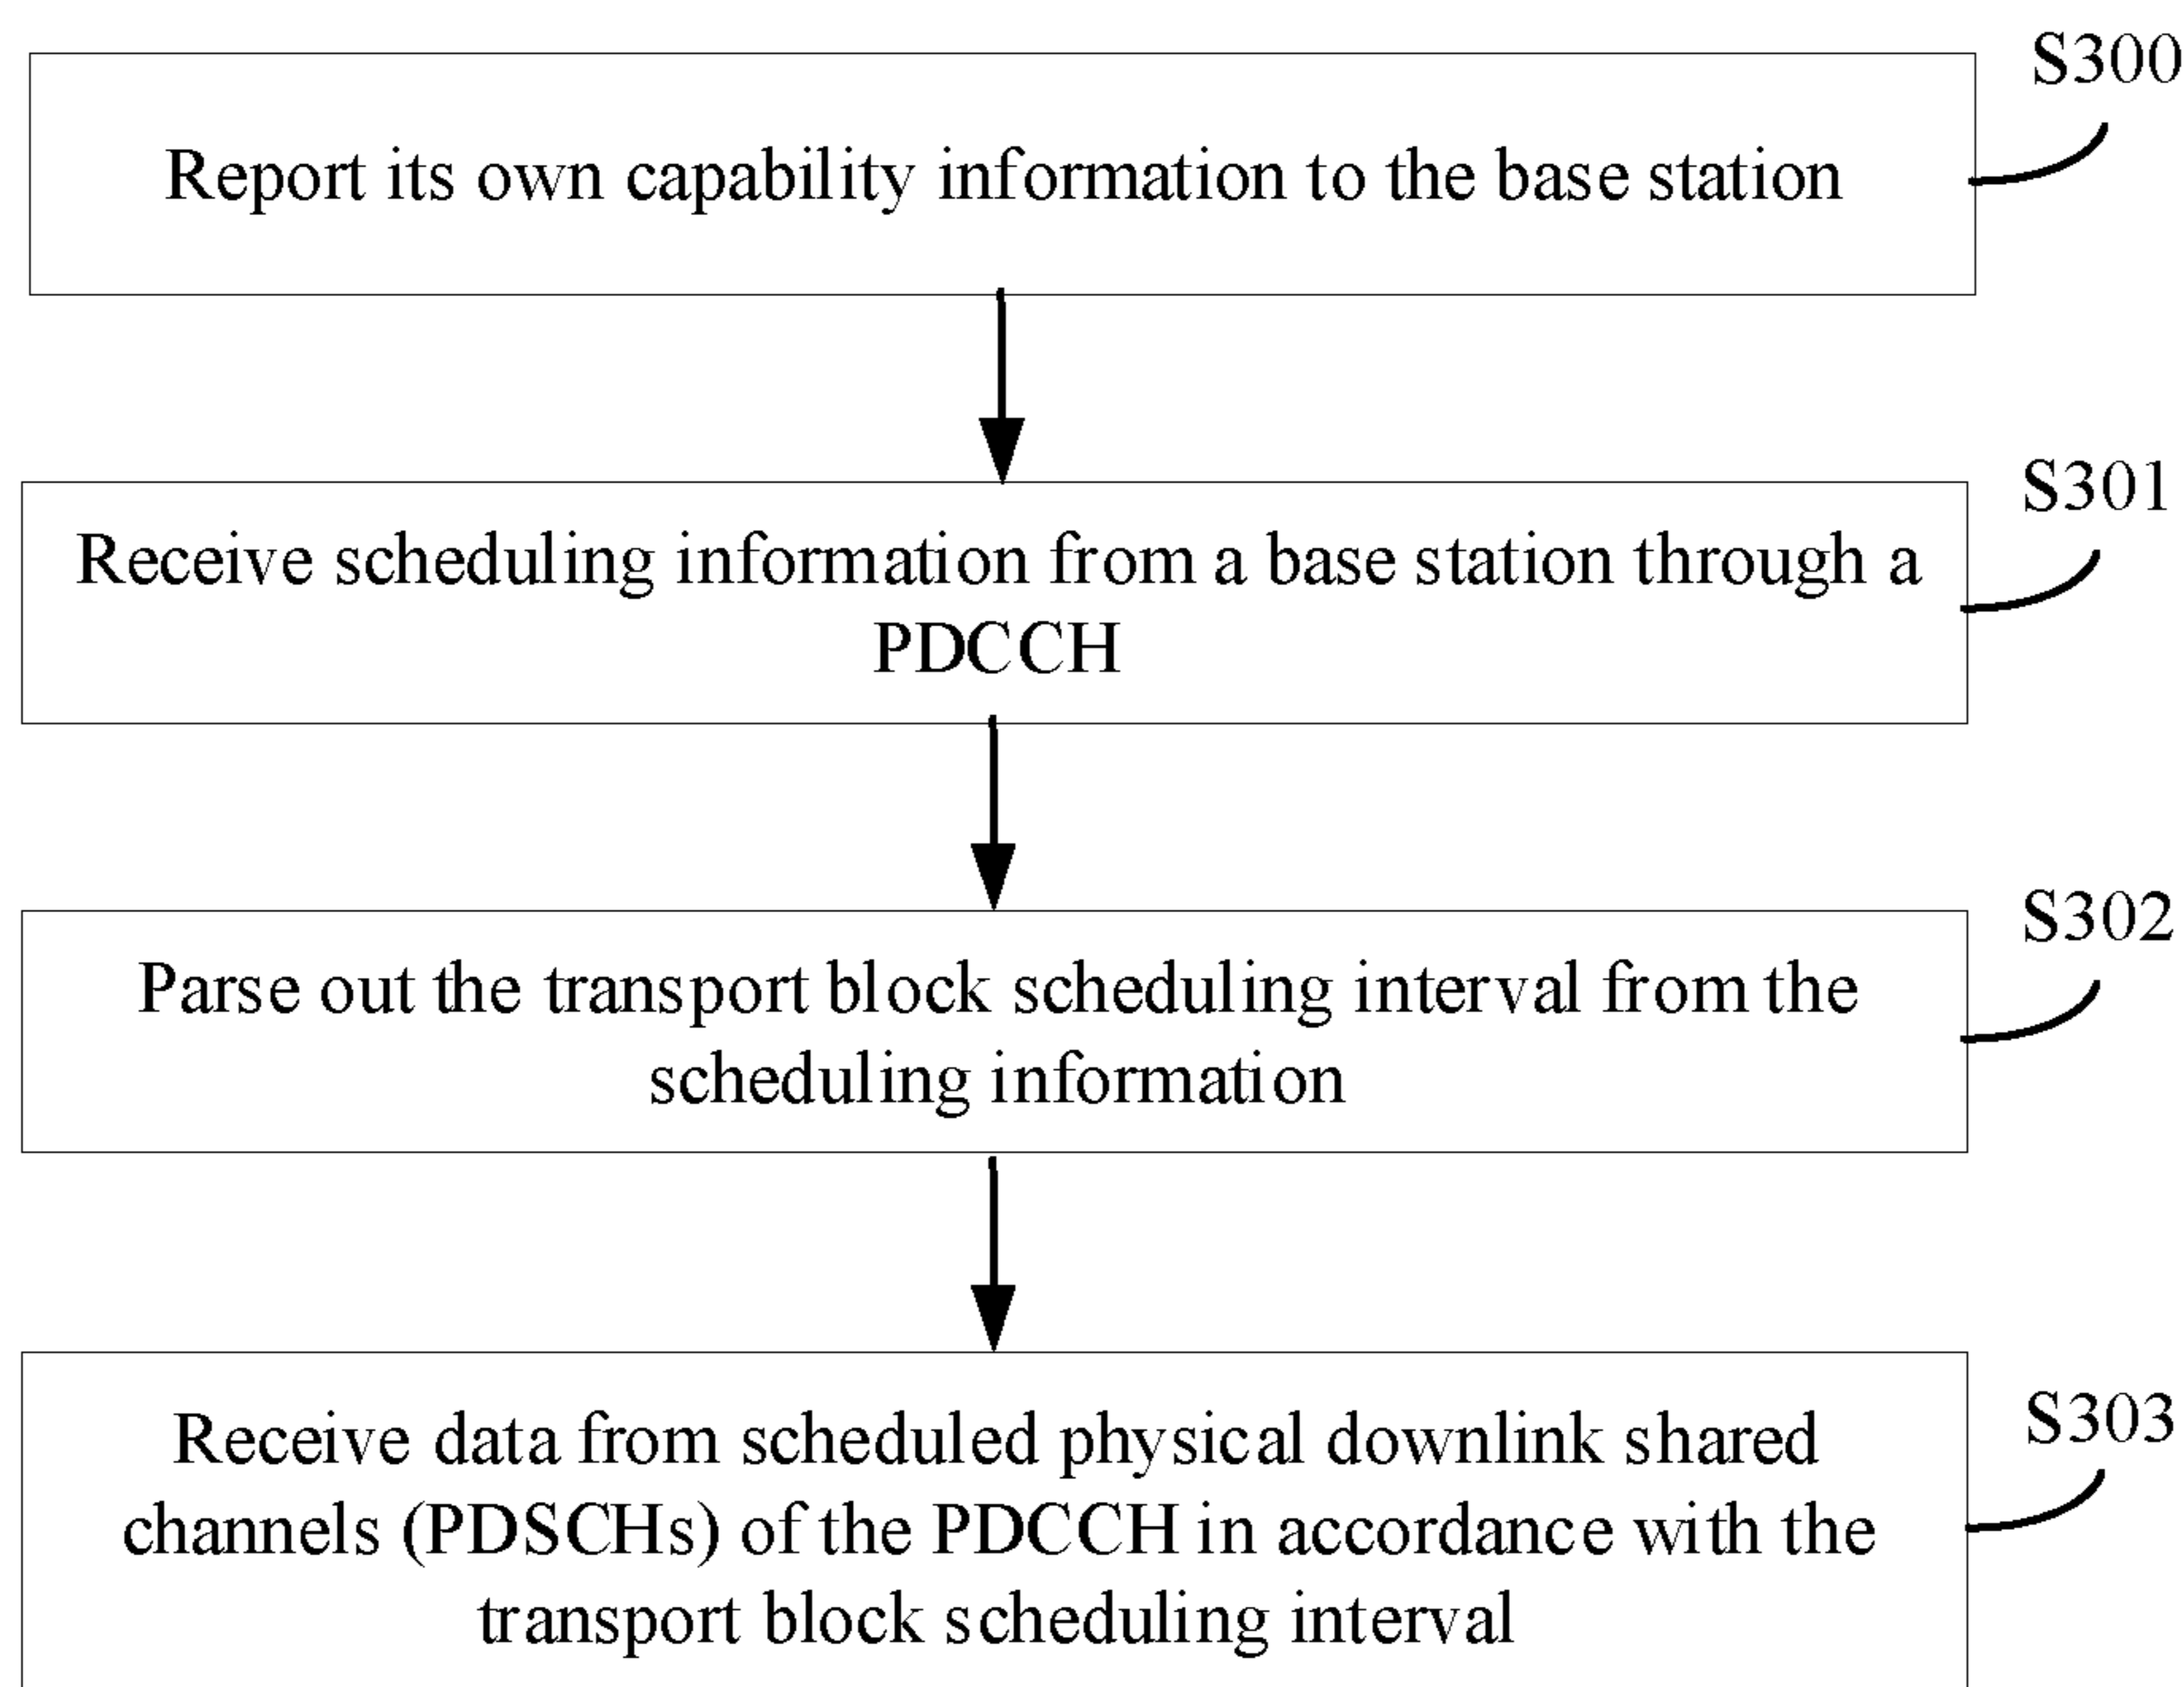 S300
Report its own capability information to the base station
S301
Receive scheduling information from a base station through a
PDCCH
S302
Parse out the transport block scheduling interval from the
scheduling information
S303
Receive data from scheduled physical downlink shared
channels (PDSCHs) of the PDCCH in accordance with the
transport block scheduling interval